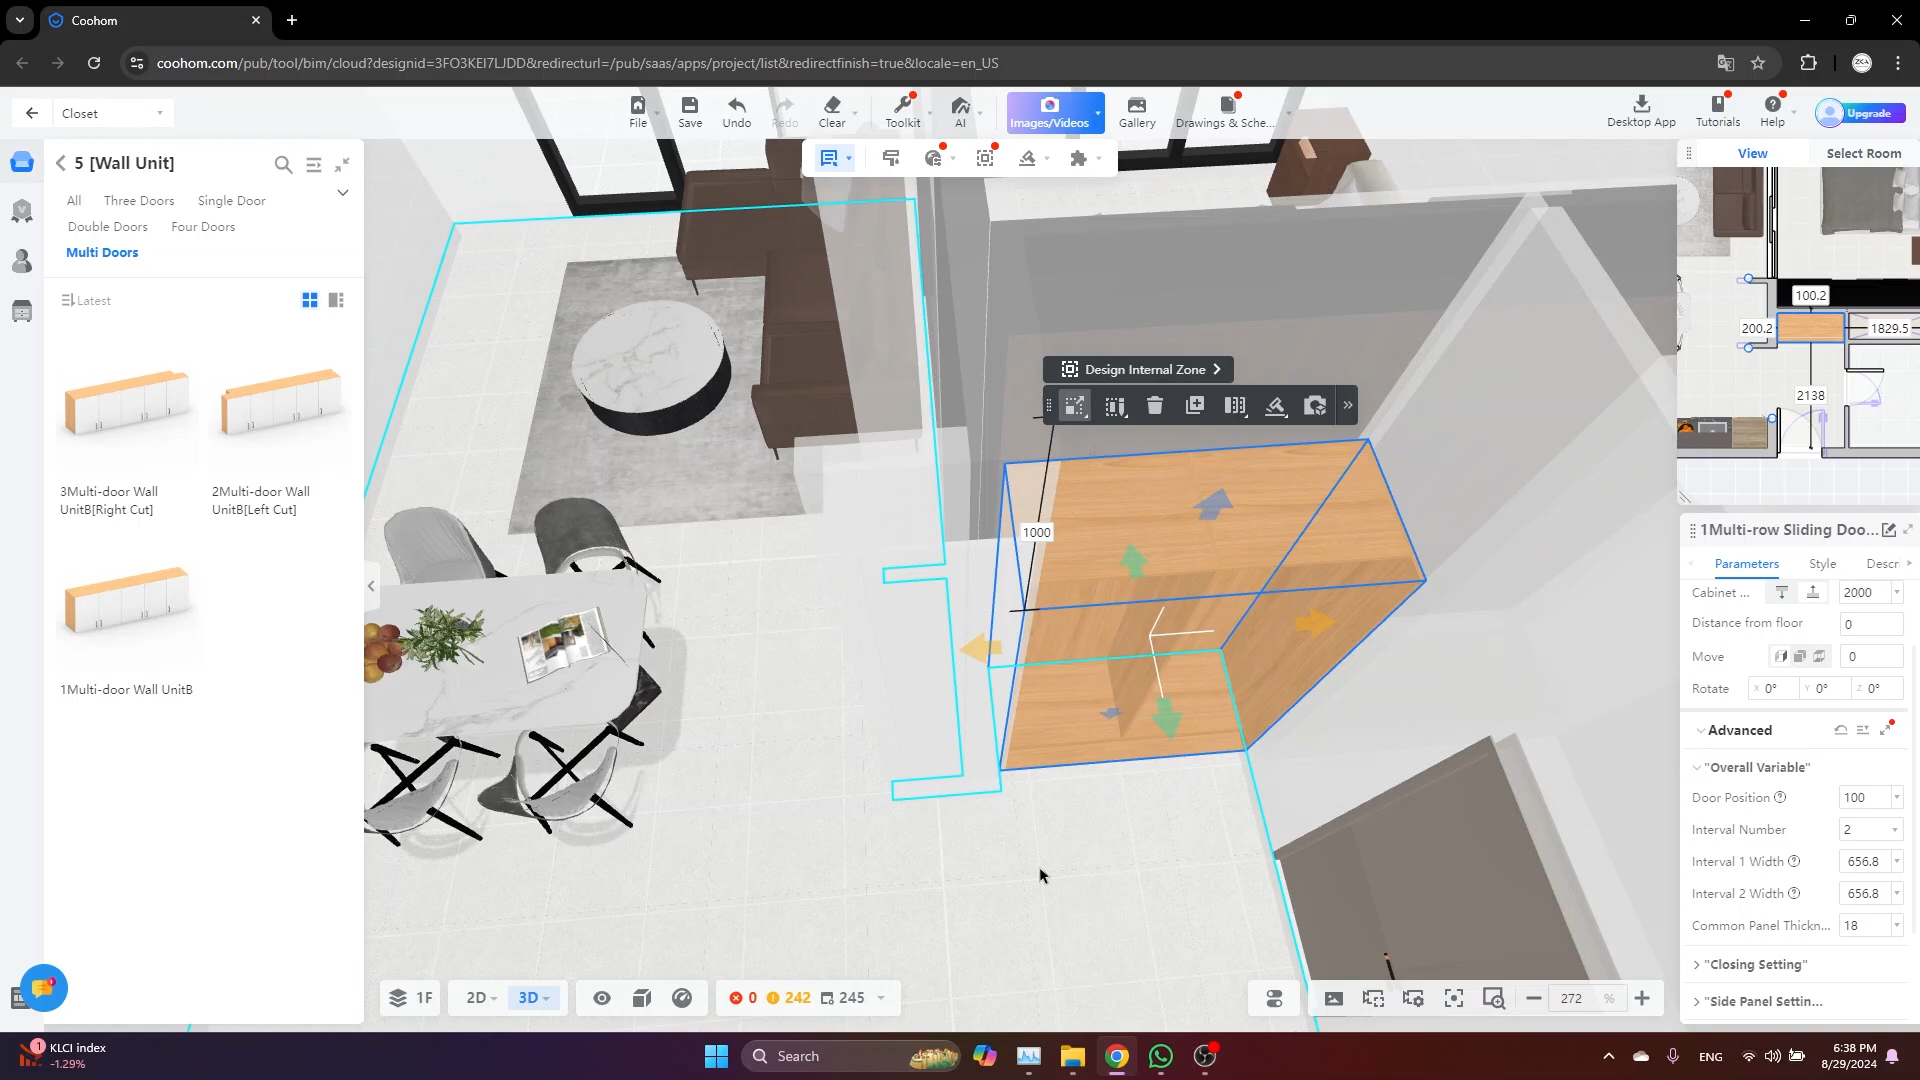 Coohom
coohom.com/pub/tool/bim/cloud?designid=3FO3KEI7LJDD&redirecturl=/pub/saas/apps/project/list&redirectfinish=true&locale=en_US
ZCA
Closet
File
Save
Undo
Redo
Clear
Toolkit
AI
Images/Videos
Gallery
Drawings & Sche...
Desktop App
Tutorials
Help
Upgrade
5 [Wall Unit]
All
Three Doors
Single Door
Double Doors
Four Doors
Multi Doors
Latest
3Multi-door Wall
UnitB[Right Cut]
2Multi-door Wall
UnitB[Left Cut]
1Multi-door Wall UnitB
Design Internal Zone
1000
View
Select Room
100.2
200.2
1829.5
2138
1Multi-row Sliding Doo...
Parameters
Style
Descr
Cabinet ...
2000
Distance from floor
0
Move
0
Rotate
X 0°
Y 0°
Z 0°
Advanced
"Overall Variable"
Door Position
100
Interval Number
2
Interval 1 Width
656.8
Interval 2 Width
656.8
Common Panel Thickn...
18
"Closing Setting"
"Side Panel Settin...
1F
2D
3D
0
242
245
272
%
1
KLCI index
-1.29%
Search
ENG
6:38 PM
8/29/2024